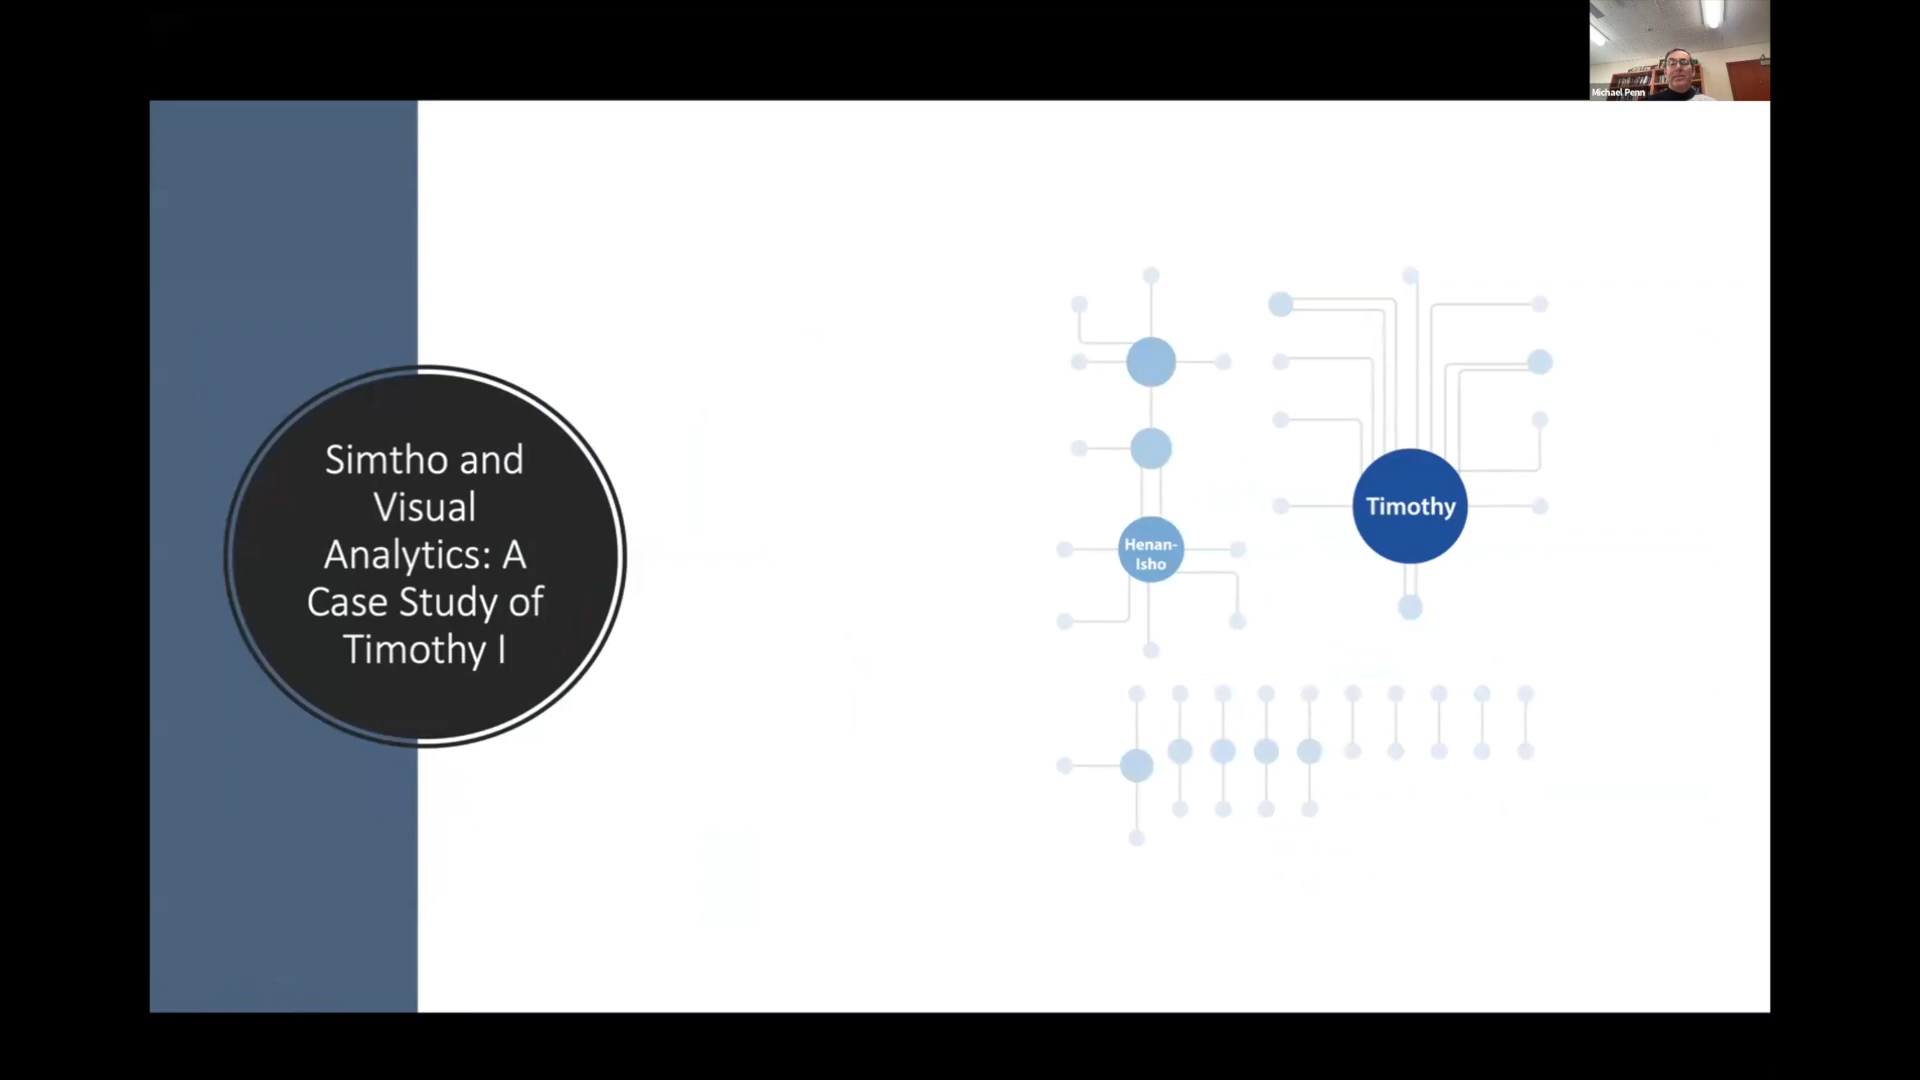 Michael Penn
Simtho and
Visual
Analytics: A
Case Study of
Timothy I
Henan-
Isho
Timothy